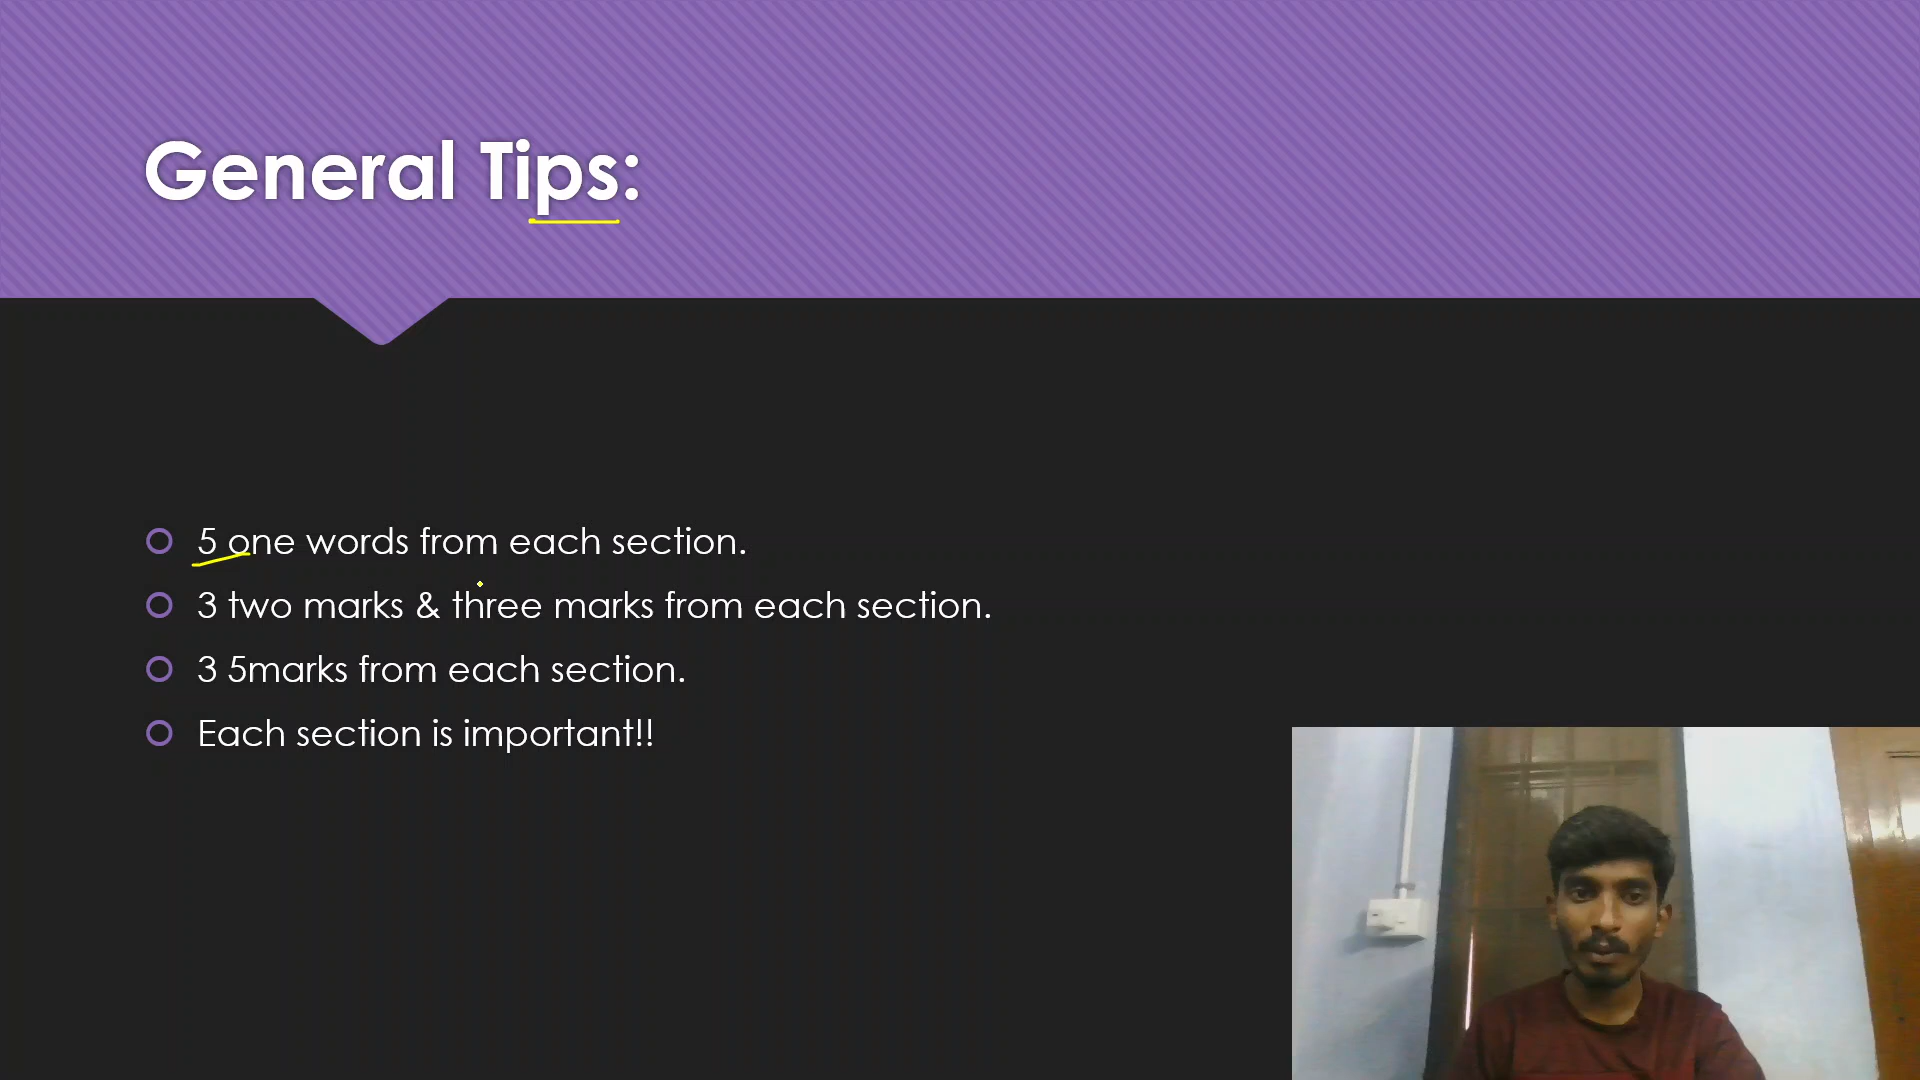 General Tips:
5 one words from each section.
3 two marks & three marks from each section.
3 5marks from each section.
Each section is important!!